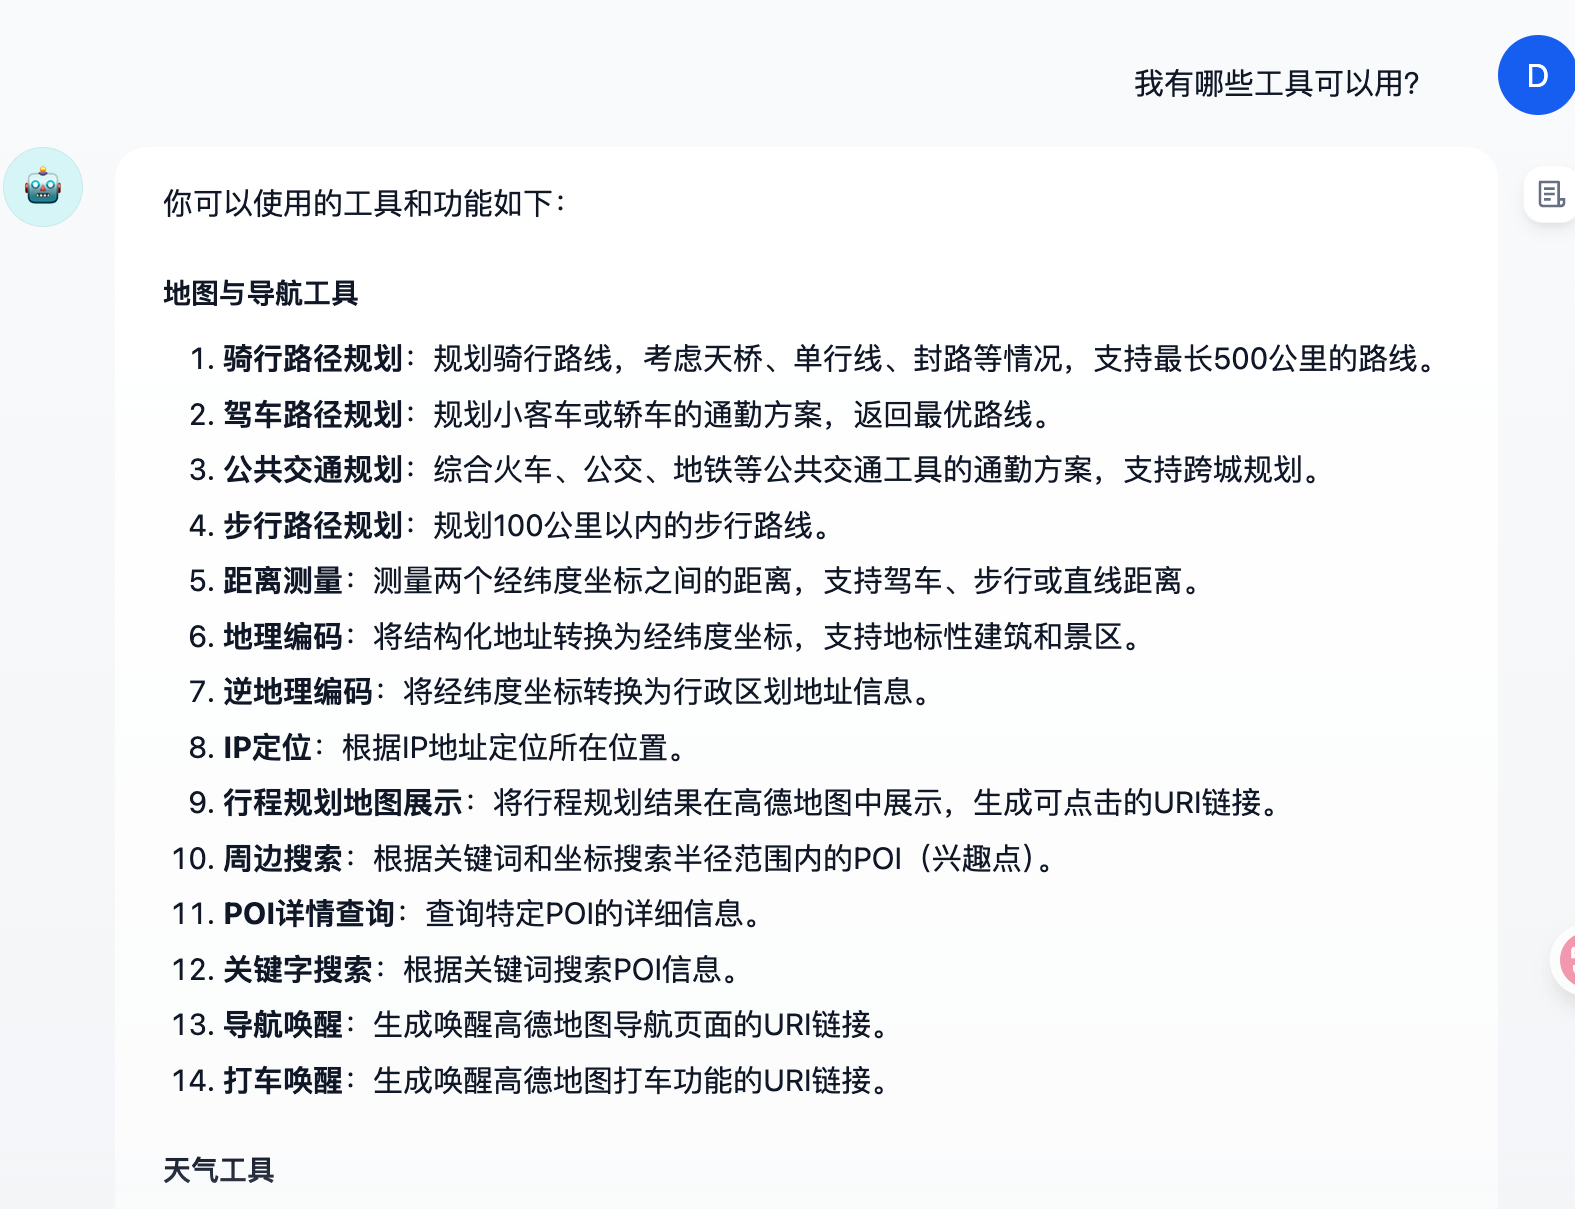 我有哪些工具可以用?
D
你可以使用的工具和功能如下：
地图与导航工具
1. 骑行路径规划：规划骑行路线，考虑天桥、单行线、封路等情况，支持最长500公里的路线。
2. 驾车路径规划：规划小客车或轿车的通勤方案，返回最优路线。
3. 公共交通规划：综合火车、公交、地铁等公共交通工具的通勤方案，支持跨城规划。
4. 步行路径规划：规划100公里以内的步行路线。
5. 距离测量：测量两个经纬度坐标之间的距离，支持驾车、步行或直线距离。
6. 地理编码：将结构化地址转换为经纬度坐标，支持地标性建筑和景区。
7. 逆地理编码：将经纬度坐标转换为行政区划地址信息。
8. IP定位：根据IP地址定位所在位置。
9. 行程规划地图展示：将行程规划结果在高德地图中展示，生成可点击的URI链接。
10. 周边搜索：根据关键词和坐标搜索半径范围内的POI（兴趣点）。
11. POI详情查询：查询特定POI的详细信息。
12. 关键字搜索：根据关键词搜索POI信息。
13. 导航唤醒：生成唤醒高德地图导航页面的URI链接。
14. 打车唤醒：生成唤醒高德地图打车功能的URI链接。
天气工具